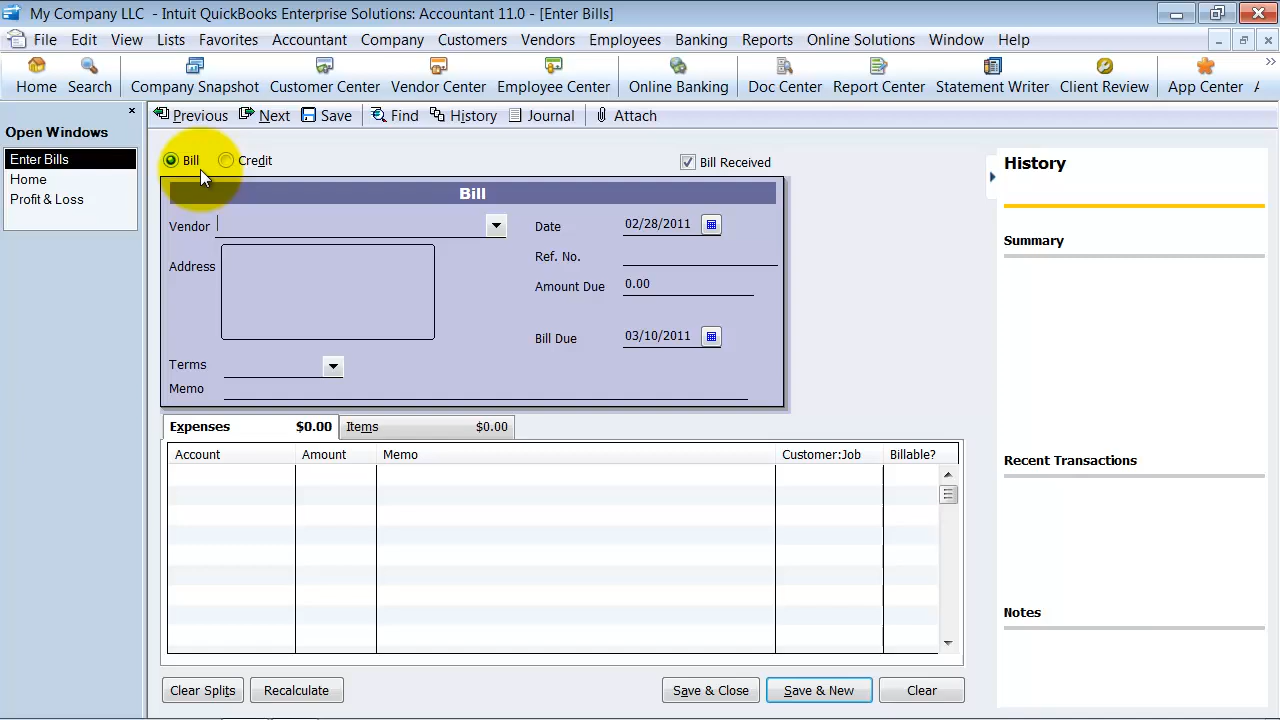 My Company LLC - Intuit QuickBooks Enterprise Solutions: Accountant 11.0 - [Enter Bills]
File Edit View Lists Favorites Accountant Company Customers Vendors Employees Banking Reports Online Solutions Window Help
Home Search Company Snapshot Customer Center Vendor Center Employee Center Online Banking Doc Center Report Center Statement Writer Client Review App Center A
Open Windows
Enter Bills
Home
Profit & Loss
Previous Next Save Find History Journal Attach
Bill Credit Bill Received
Bill
Vendor Date 02/28/2011
Ref. No.
Address Amount Due 0.00
Bill Due 03/10/2011
Terms
Memo
Expenses $0.00 Items $0.00
Account Amount Memo Customer:Job Billable?
Clear Splits Recalculate Save & Close Save & New Clear
History
Summary
Recent Transactions
Notes